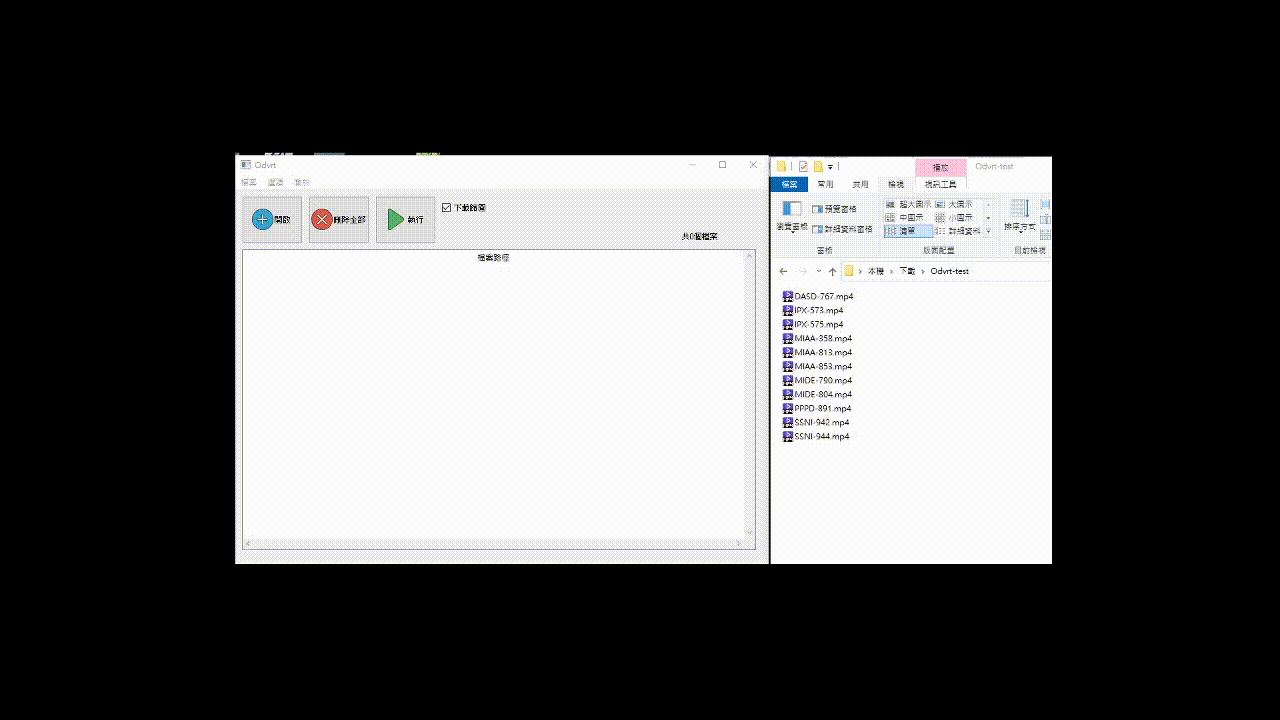 Odvrt
檔案 選項 關於
開啟 刪除全部 執行
下載縮圖
共0個檔案
檔案路徑
播放 Odvrt-test
檔案 常用 共用 檢視 視訊工具
瀏覽窗格
預覽窗格
詳細資料窗格
窗格
超大圖示 大圖示
中圖示 小圖示
清單 詳細資料
版面配置
排序方式
目前檢視
本機 下載 Odvrt-test
DASD-767.mp4
IPX-573.mp4
IPX-575.mp4
MIAA-358.mp4
MIAA-813.mp4
MIAA-853.mp4
MIDE-790.mp4
MIDE-804.mp4
PPPD-891.mp4
SSNI-942.mp4
SSNI-944.mp4